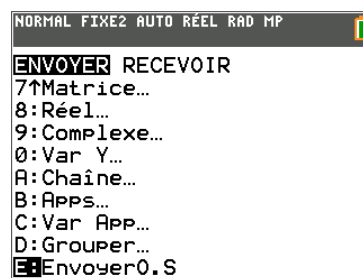 NORMAL FIXE2 AUTO RÉEL RAD MP
ENVOYER RECEVOIR
7↑Matrice…
8:Réel…
9:Complexe…
0:Var Y…
A:Chaîne…
B:Apps…
C:Var App…
D:Grouper…
E:EnvoyerO.S